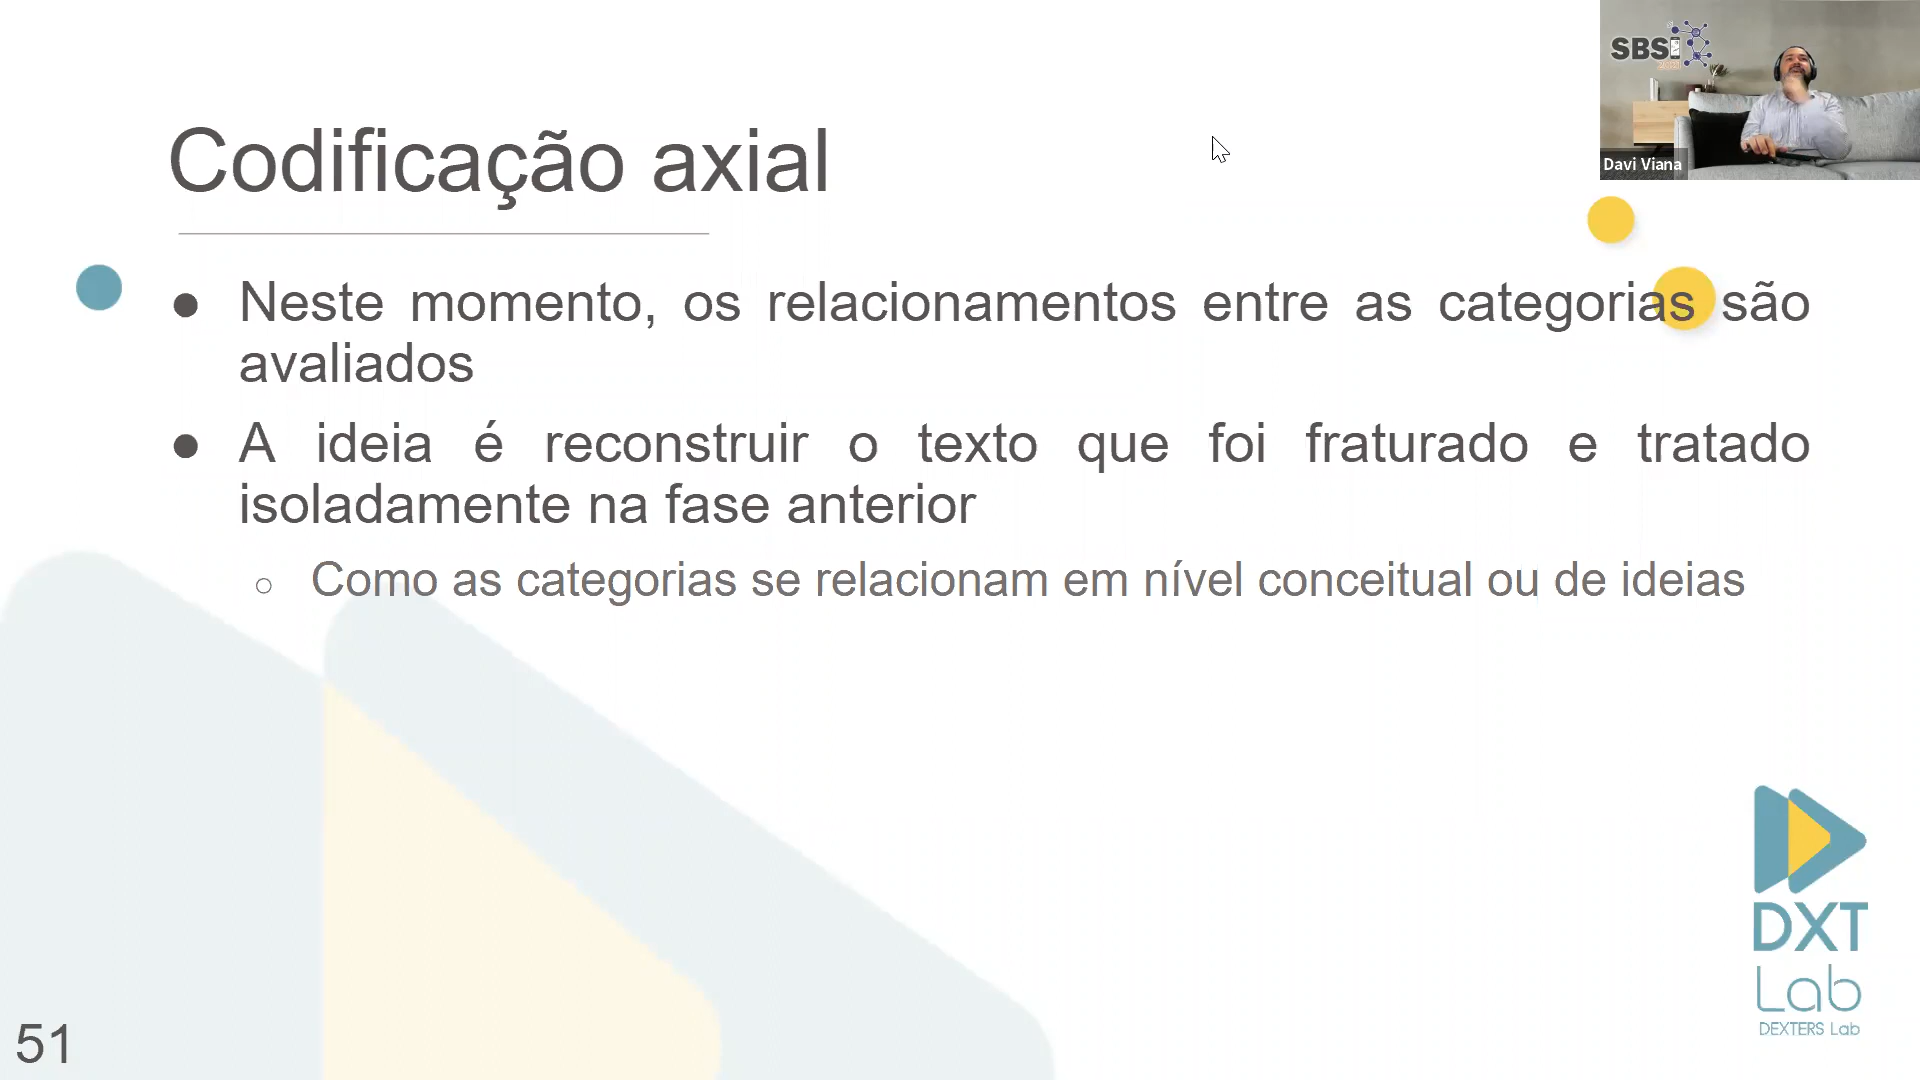 SBSI
Davi Viana
Codificação axial
● Neste momento, os relacionamentos entre as categorias são
avaliados
● A ideia é reconstruir o texto que foi fraturado e tratado
isoladamente na fase anterior
○ Como as categorias se relacionam em nível conceitual ou de ideias
DXT
Lab
DEXTERS Lab
51